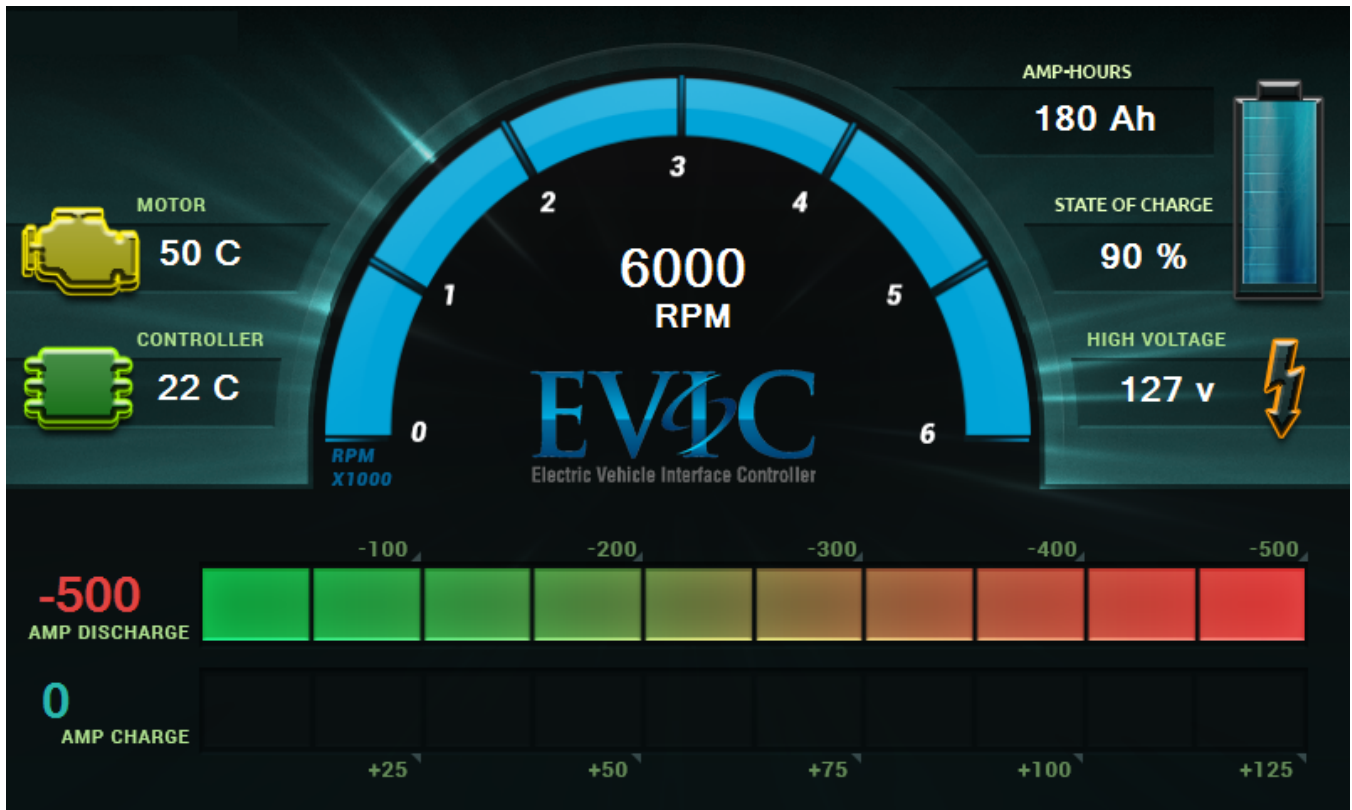 AMP-HOURS
180 Ah
MOTOR
50 C
STATE OF CHARGE
90 %
CONTROLLER
22 C
HIGH VOLTAGE
127 v
0
1
2
3
4
5
6
RPM
X1000
6000
RPM
EVIC
Electric Vehicle Interface Controller
-100
-200
-300
-400
-500
-500
AMP DISCHARGE
0
AMP CHARGE
+25
+50
+75
+100
+125